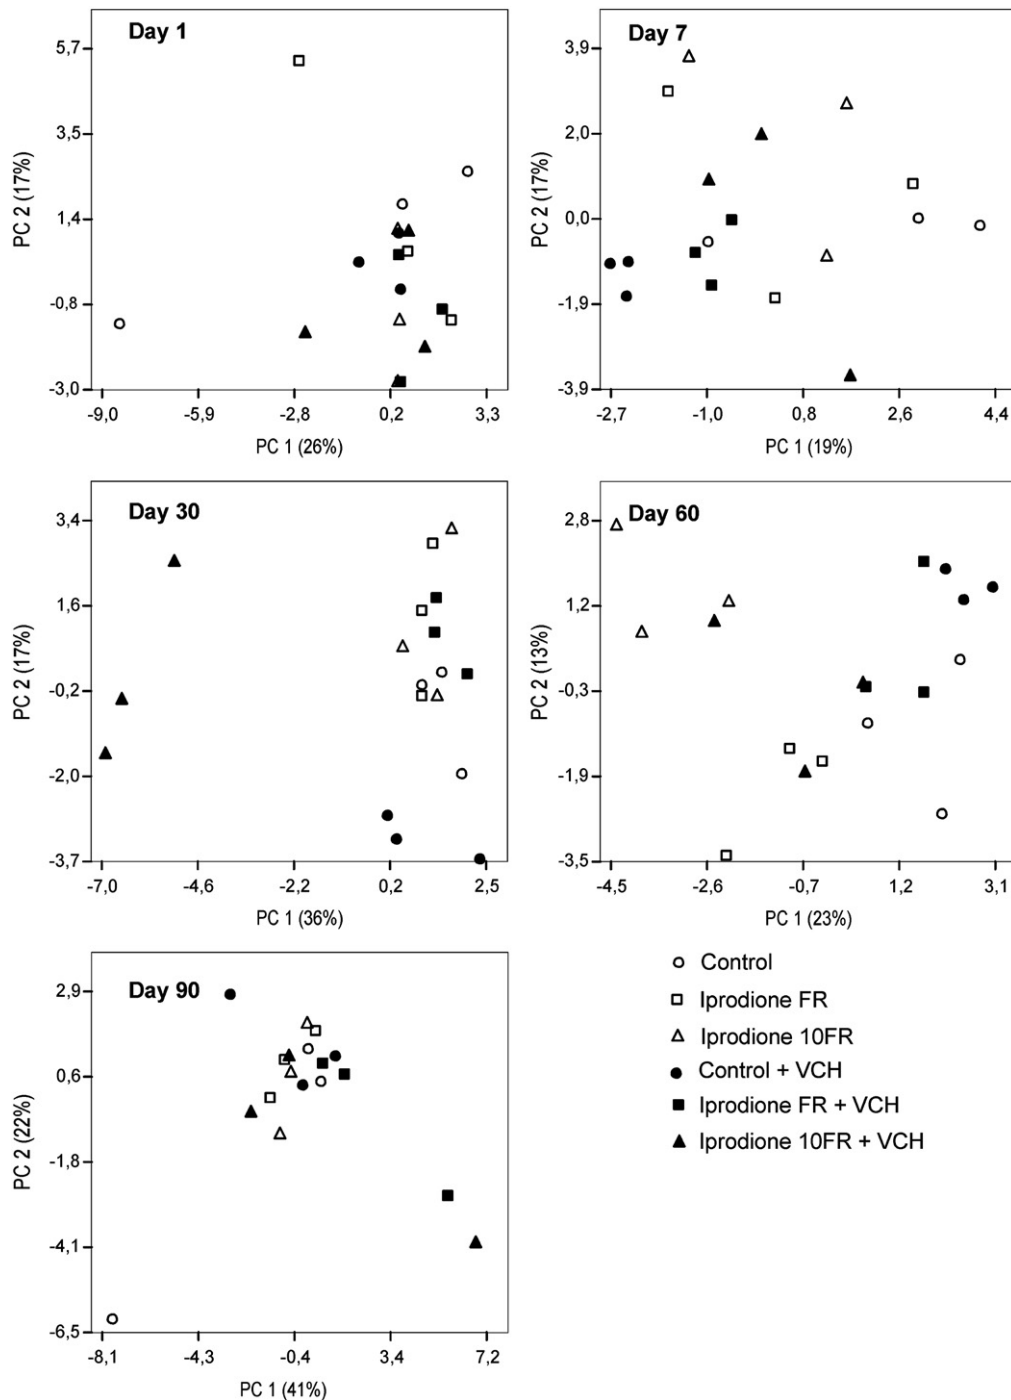 Day 1
5,7
3,5
1,4
-0,8
-3,0
PC 2 (17%)
-9,0 -5,9 -2,8 0,2 3,3
PC 1 (26%)
Day 7
3,9
2,0
0,0
-1,9
-3,9
PC 2 (17%)
-2,7 -1,0 0,8 2,6 4,4
PC 1 (19%)
Day 30
3,4
1,6
-0,2
-2,0
-3,7
PC 2 (17%)
-7,0 -4,6 -2,2 0,2 2,5
PC 1 (36%)
Day 60
2,8
1,2
-0,3
-1,9
-3,5
PC 2 (13%)
-4,5 -2,6 -0,7 1,2 3,1
PC 1 (23%)
Day 90
2,9
0,6
-1,8
-4,1
-6,5
PC 2 (22%)
-8,1 -4,3 -0,4 3,4 7,2
PC 1 (41%)
Control
Iprodione FR
Iprodione 10FR
Control + VCH
Iprodione FR + VCH
Iprodione 10FR + VCH